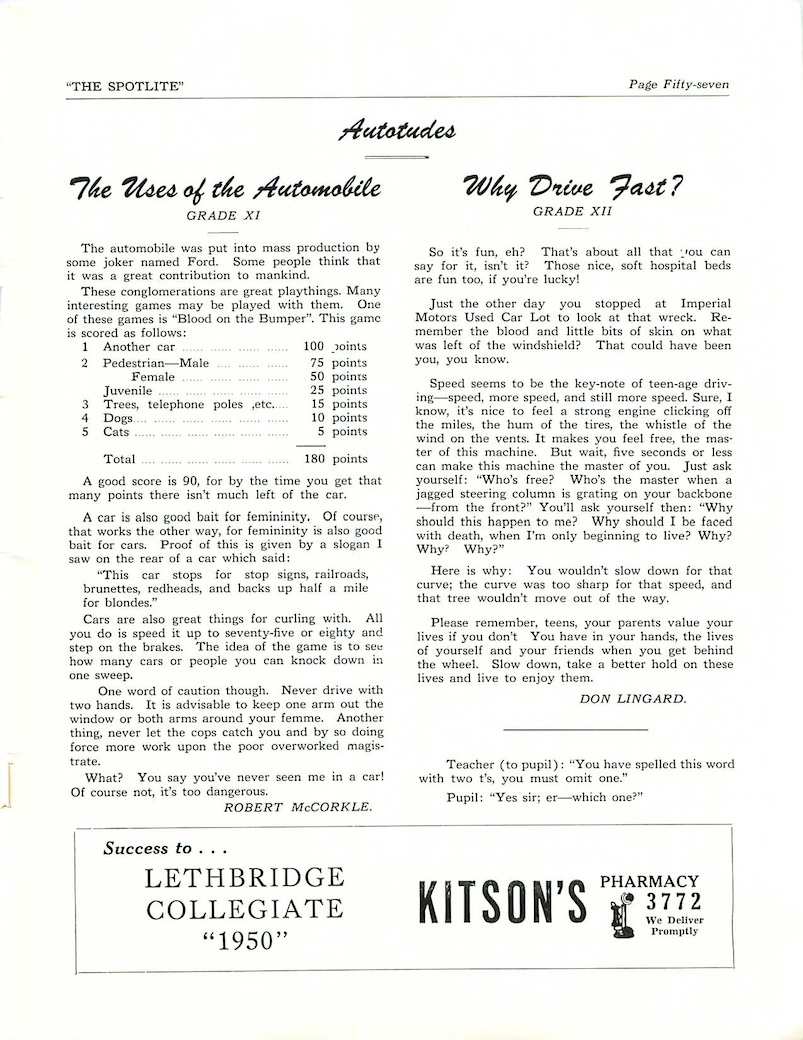 "THE SPOTLITE"
Page Fifty-seven
Autotudes
The Uses of the Automobile
GRADE XI
The automobile was put into mass production by
some joker named Ford. Some people think that
it was a great contribution to mankind.
These conglomerations are great playthings. Many
interesting games may be played with them. One
of these games is "Blood on the Bumper". This game
is scored as follows:
1 Another car .... ...... ...... ...... ...... 100 points
2 Pedestrian—Male .... ...... ...... ...... 75 points
Female ...... ...... ...... ...... ...... 50 points
Juvenile ...... ...... ...... ...... ...... 25 points
3 Trees, telephone poles ,etc..... 15 points
4 Dogs.... .... ...... ...... ...... ...... ...... 10 points
5 Cats ...... ...... ...... ...... ...... ...... 5 points
Total .... ...... ...... ...... ...... ...... 180 points
A good score is 90, for by the time you get that
many points there isn't much left of the car.
A car is also good bait for femininity. Of course,
that works the other way, for femininity is also good
bait for cars. Proof of this is given by a slogan I
saw on the rear of a car which said:
"This car stops for stop signs, railroads,
brunettes, redheads, and backs up half a mile
for blondes."
Cars are also great things for curling with. All
you do is speed it up to seventy-five or eighty and
step on the brakes. The idea of the game is to see
how many cars or people you can knock down in
one sweep.
One word of caution though. Never drive with
two hands. It is advisable to keep one arm out the
window or both arms around your femme. Another
thing, never let the cops catch you and by so doing
force more work upon the poor overworked magis-
trate.
What? You say you've never seen me in a car!
Of course not, it's too dangerous.
ROBERT McCORKLE.
Why Drive Fast?
GRADE XII
So it's fun, eh? That's about all that you can
say for it, isn't it? Those nice, soft hospital beds
are fun too, if you're lucky!
Just the other day you stopped at Imperial
Motors Used Car Lot to look at that wreck. Re-
member the blood and little bits of skin on what
was left of the windshield? That could have been
you, you know.
Speed seems to be the key-note of teen-age driv-
ing—speed, more speed, and still more speed. Sure, I
know, it's nice to feel a strong engine clicking off
the miles, the hum of the tires, the whistle of the
wind on the vents. It makes you feel free, the mas-
ter of this machine. But wait, five seconds or less
can make this machine the master of you. Just ask
yourself: "Who's free? Who's the master when a
jagged steering column is grating on your backbone
—from the front?" You'll ask yourself then: "Why
should this happen to me? Why should I be faced
with death, when I'm only beginning to live? Why?
Why? Why?"
Here is why: You wouldn't slow down for that
curve; the curve was too sharp for that speed, and
that tree wouldn't move out of the way.
Please remember, teens, your parents value your
lives if you don't You have in your hands, the lives
of yourself and your friends when you get behind
the wheel. Slow down, take a better hold on these
lives and live to enjoy them.
DON LINGARD.
Teacher (to pupil): "You have spelled this word
with two t's, you must omit one."
Pupil: "Yes sir; er—which one?"
Success to . . .
LETHBRIDGE
COLLEGIATE
"1950"
KITSON'S
PHARMACY
3772
We Deliver
Promptly